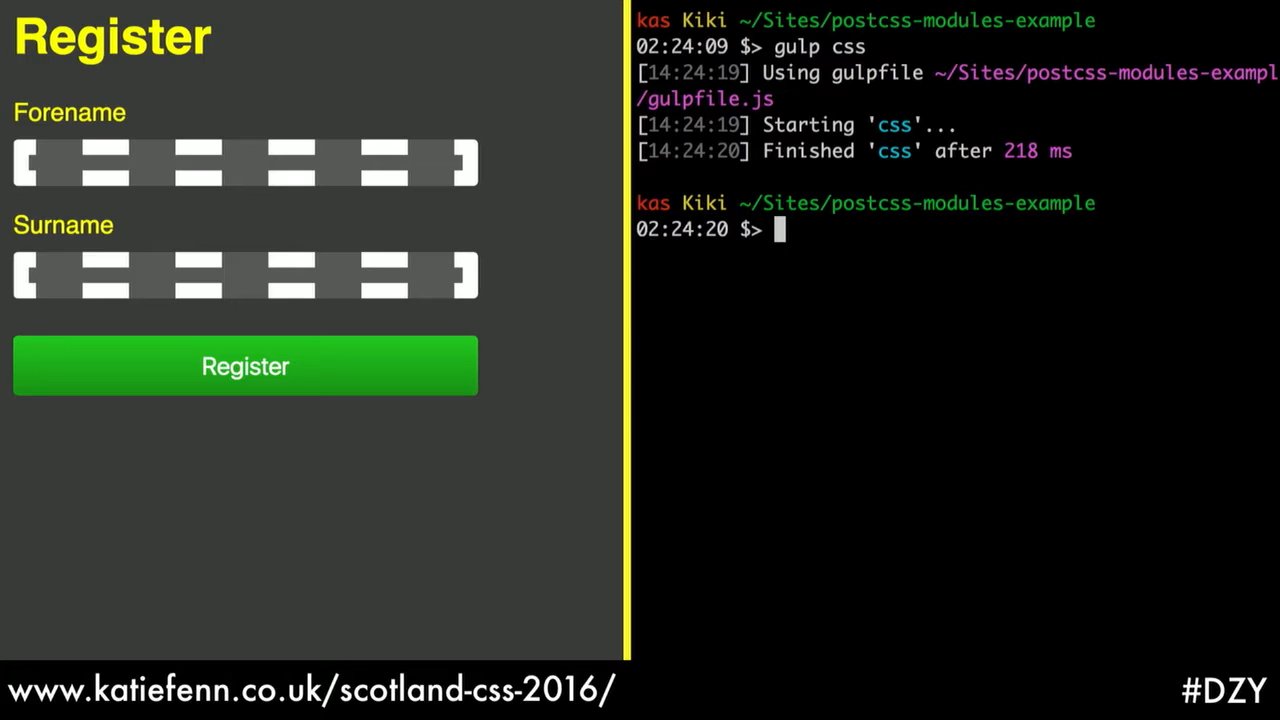 Register
Forename
Surname
Register
kas Kiki ~/Sites/postcss-modules-example
02:24:09 $> gulp css
[14:24:19] Using gulpfile ~/Sites/postcss-modules-exampl
/gulpfile.js
[14:24:19] Starting 'css'...
[14:24:20] Finished 'css' after 218 ms
kas Kiki ~/Sites/postcss-modules-example
02:24:20 $>
www.katiefenn.co.uk/scotland-css-2016/
#DZY